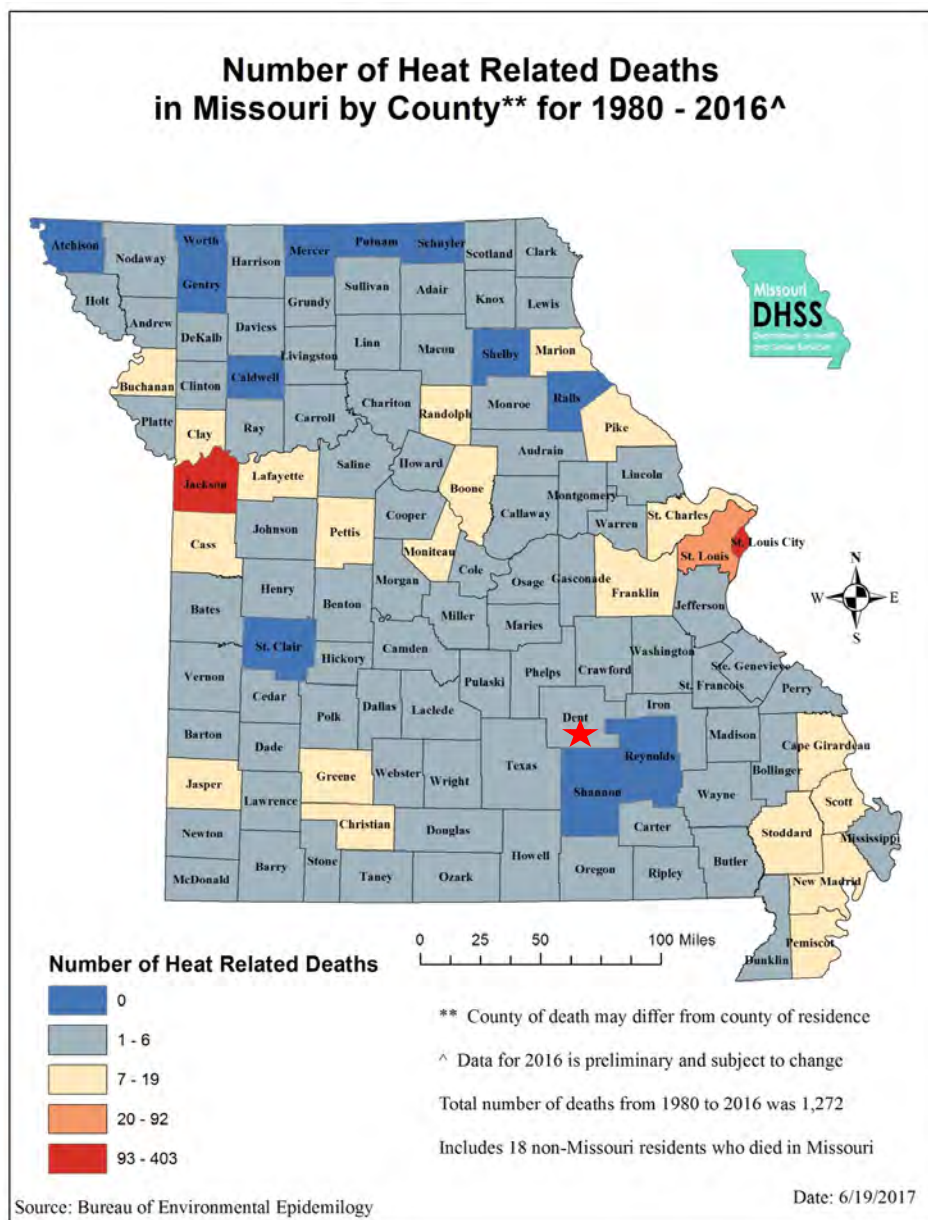 Number of Heat Related Deaths
in Missouri by County** for 1980 - 2016^
Atchison
Nodaway
Worth
Gentry
Harrison
Mercer
Putnam
Schuyler
Scotland
Clark
Holt
Andrew
DeKalb
Daviess
Grundy
Sullivan
Adair
Knox
Lewis
Missouri
DHSS
Buchanan
Clinton
Caldwell
Livingston
Linn
Macon
Shelby
Marion
Platte
Clay
Ray
Carroll
Chariton
Randolph
Monroe
Ralls
Pike
Jackson
Lafayette
Saline
Howard
Boone
Audrain
Callaway
Montgomery
Lincoln
Warren
St. Charles
St. Louis City
St. Louis
Cass
Johnson
Pettis
Cooper
Moniteau
Cole
Osage
Gasconade
Franklin
Jefferson
N
W
E
S
Bates
Henry
Benton
Morgan
Miller
Maries
St. Clair
Hickory
Camden
Pulaski
Phelps
Crawford
Washington
Ste. Genevieve
St. Francois
Perry
Vernon
Cedar
Polk
Dallas
Laclede
Dent
Iron
Madison
Cape Girardeau
Barton
Dade
Greene
Webster
Wright
Texas
Reynolds
Shannon
Wayne
Bollinger
Scott
Jasper
Lawrence
Christian
Douglas
Carter
Stoddard
Mississippi
Newton
McDonald
Barry
Stone
Taney
Ozark
Howell
Oregon
Ripley
Butler
New Madrid
Pemiscot
Dunklin
0 25 50 100 Miles
Number of Heat Related Deaths
0
1 - 6
7 - 19
20 - 92
93 - 403
** County of death may differ from county of residence
^ Data for 2016 is preliminary and subject to change
Total number of deaths from 1980 to 2016 was 1,272
Includes 18 non-Missouri residents who died in Missouri
Source: Bureau of Environmental Epidemilogy
Date: 6/19/2017